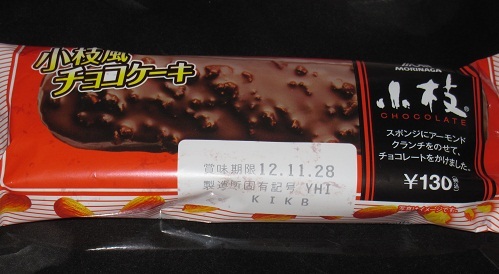 小枝風
チョコケーキ
MORINAGA
小枝
CHOCOLATE
スポンジにアーモンド
クランチをのせて、
チョコレートをかけました。
¥130
賞味期限 12.11.28
製造所固有記号 YHI
KIKB